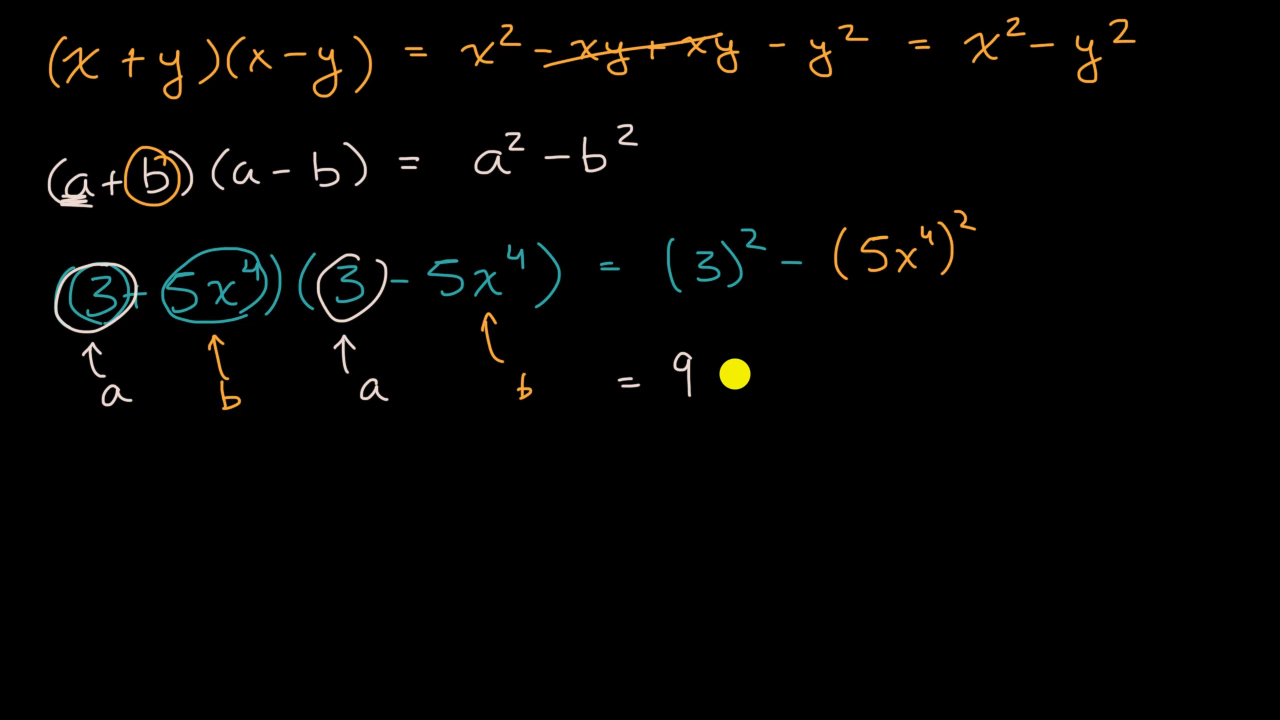 (x + y)(x - y) = x² - xy + xy - y² = x² - y²
(a + b)(a - b) = a² - b²
(3 + 5x⁴)(3 - 5x⁴) = (3)² - (5x⁴)²
a b a b = 9